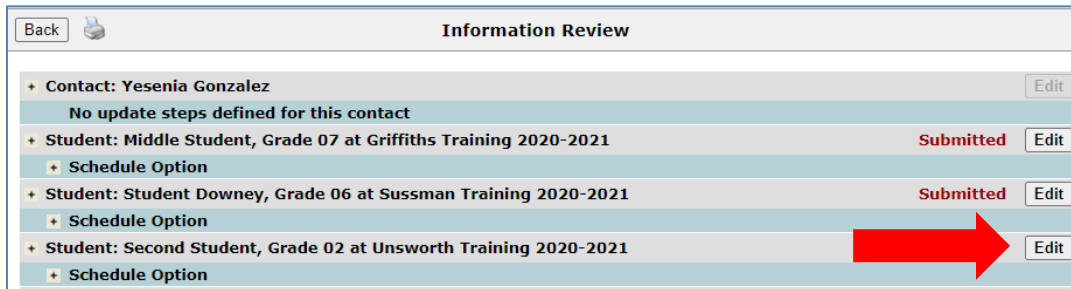 Back Information Review
Contact: Yesenia Gonzalez Edit
No update steps defined for this contact
Student: Middle Student, Grade 07 at Griffiths Training 2020-2021 Submitted Edit
Schedule Option
Student: Student Downey, Grade 06 at Sussman Training 2020-2021 Submitted Edit
Schedule Option
Student: Second Student, Grade 02 at Unsworth Training 2020-2021 Edit
Schedule Option